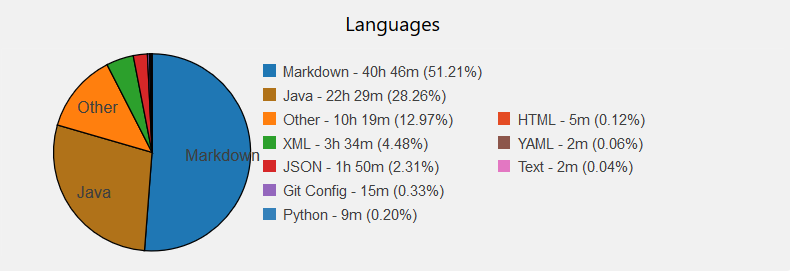 Languages
Other
Markdown
Java
Markdown - 40h 46m (51.21%)
Java - 22h 29m (28.26%)
Other - 10h 19m (12.97%)
XML - 3h 34m (4.48%)
JSON - 1h 50m (2.31%)
Git Config - 15m (0.33%)
Python - 9m (0.20%)
HTML - 5m (0.12%)
YAML - 2m (0.06%)
Text - 2m (0.04%)